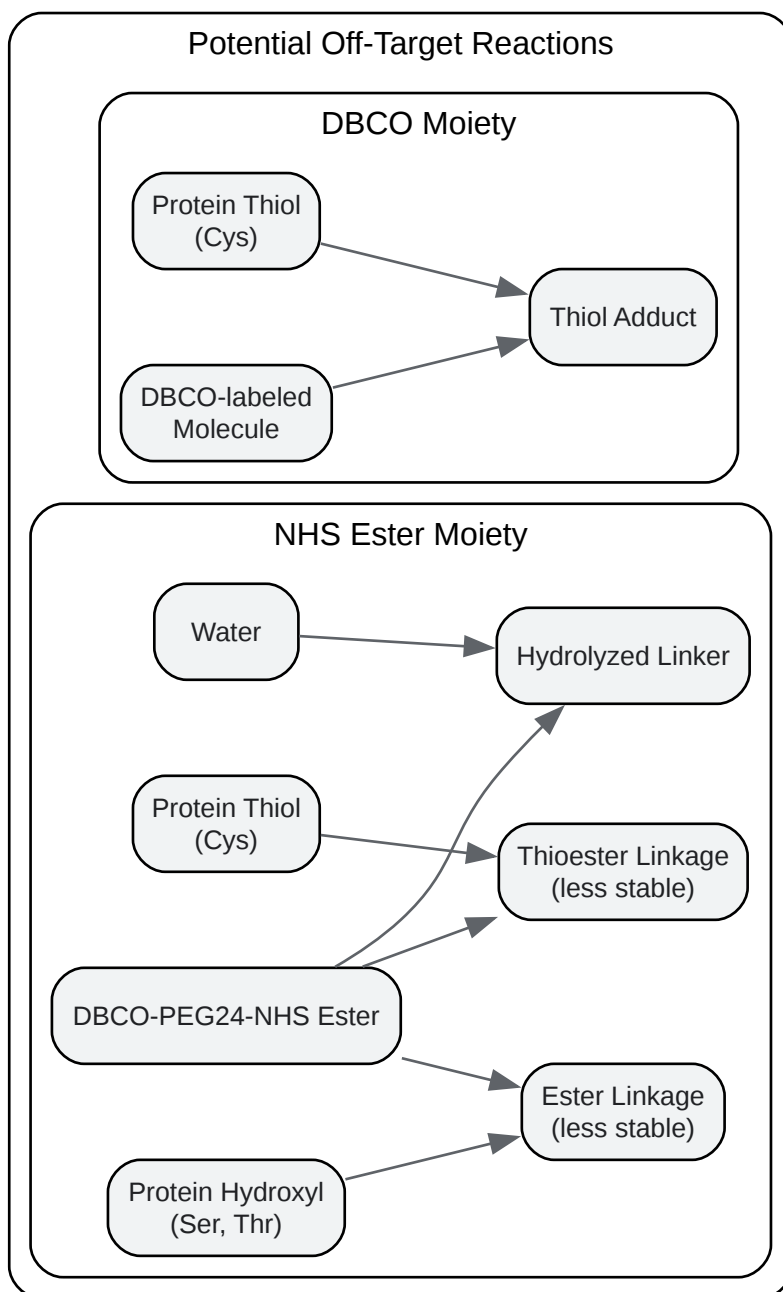 Potential Off-Target Reactions
DBCO Moiety
Protein Thiol
(Cys)
Thiol Adduct
DBCO-labeled
Molecule
NHS Ester Moiety
Water
Hydrolyzed Linker
Protein Thiol
(Cys)
Thioester Linkage
(less stable)
DBCO-PEG24-NHS Ester
Ester Linkage
(less stable)
Protein Hydroxyl
(Ser, Thr)